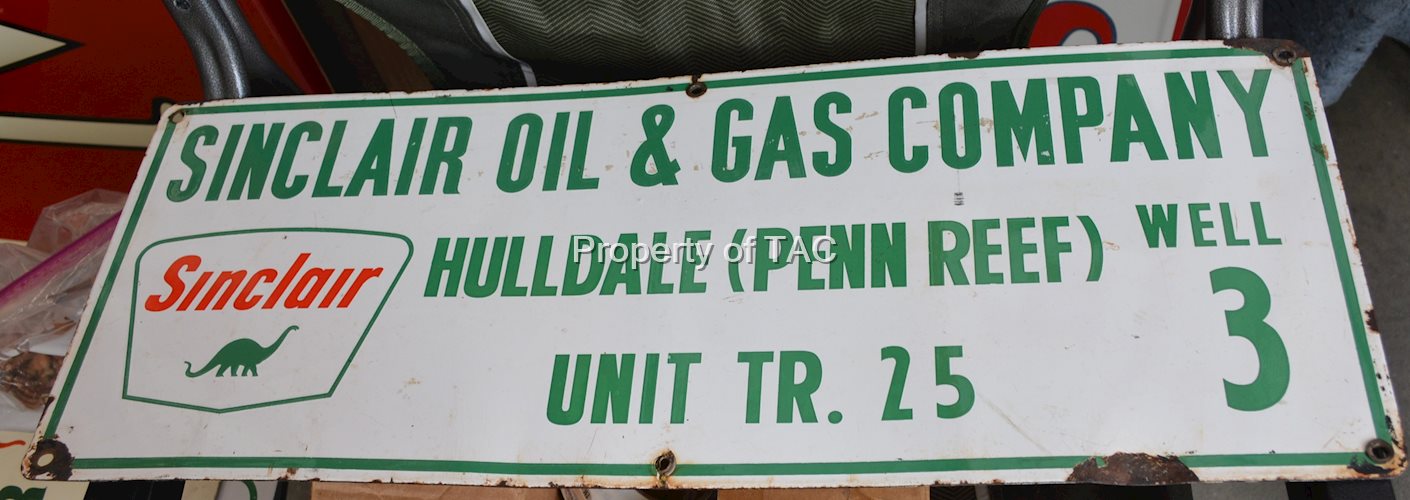 SINCLAIR OIL & GAS COMPANY
Sinclair
HULLDALE (PENN REEF)
WELL
3
UNIT TR. 25
Property of TAC